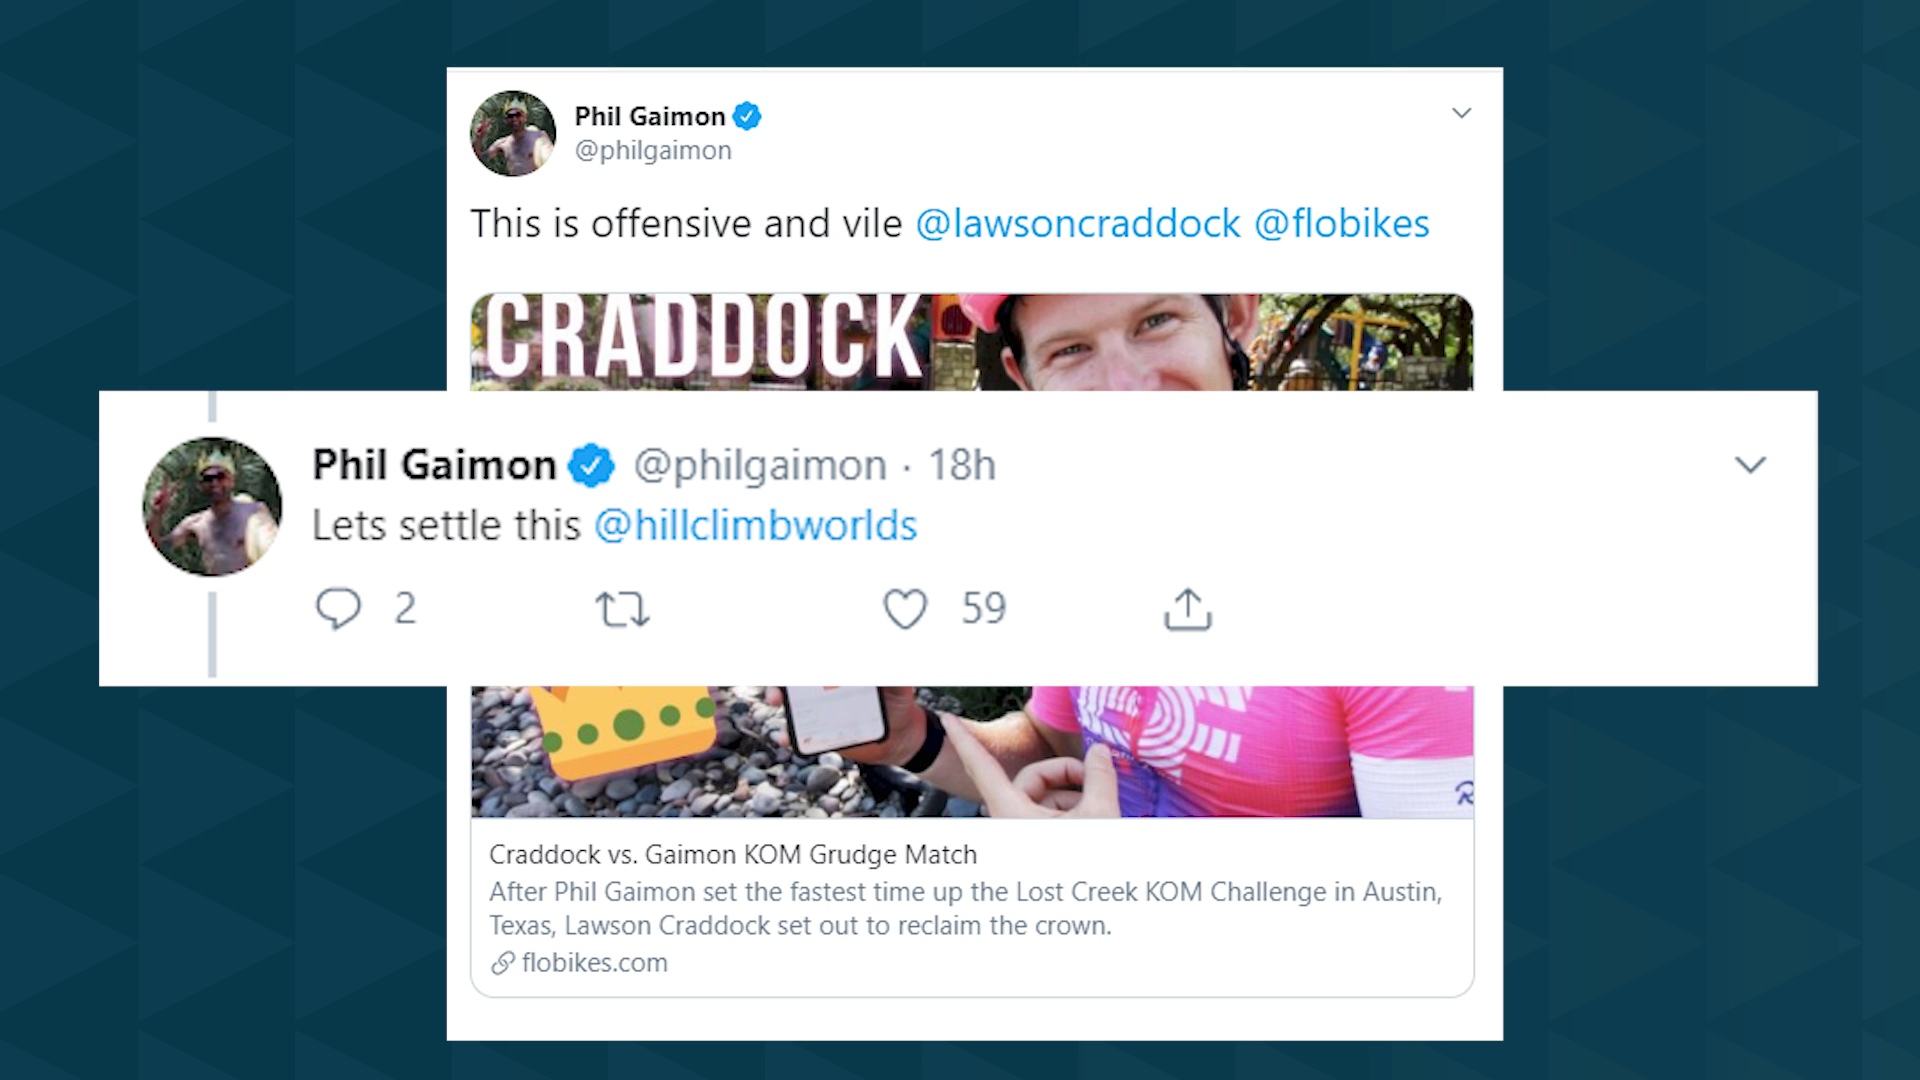 Phil Gaimon
@philgaimon
This is offensive and vile @lawsoncraddock @flobikes
CRADDOCK
Phil Gaimon @philgaimon · 18h
Lets settle this @hillclimbworlds
2 59
Craddock vs. Gaimon KOM Grudge Match
After Phil Gaimon set the fastest time up the Lost Creek KOM Challenge in Austin,
Texas, Lawson Craddock set out to reclaim the crown.
flobikes.com